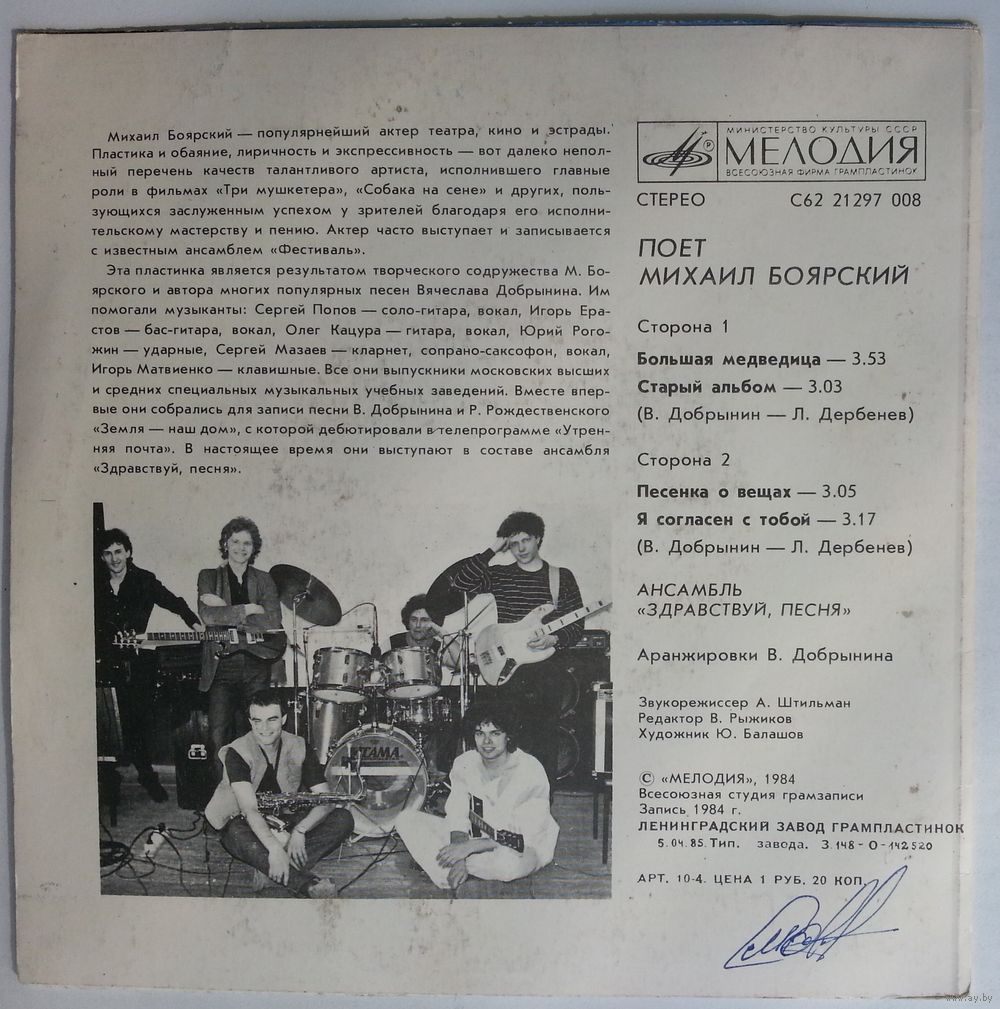 Михаил Боярский — популярнейший актер театра, кино и эстрады.
Пластика и обаяние, лиричность и экспрессивность — вот далеко непол-
ный перечень качеств талантливого артиста, исполнившего главные
роли в фильмах «Три мушкетера», «Собака на сене» и других, поль-
зующихся заслуженным успехом у зрителей благодаря его исполни-
тельскому мастерству и пению. Актер часто выступает и записывается
с известным ансамблем «Фестиваль».
Эта пластинка является результатом творческого содружества М. Бо-
ярского и автора многих популярных песен Вячеслава Добрынина. Им
помогали музыканты: Сергей Попов — соло-гитара, вокал, Игорь Ера-
стов — бас-гитара, вокал, Олег Кацура — гитара, вокал, Юрий Рого-
жин — ударные, Сергей Мазаев — кларнет, сопрано-саксофон, вокал,
Игорь Матвиенко — клавишные. Все они выпускники московских высших
и средних специальных музыкальных учебных заведений. Вместе впер-
вые они собрались для записи песни В. Добрынина и Р. Рождественского
«Земля — наш дом», с которой дебютировали в телепрограмме «Утрен-
няя почта». В настоящее время они выступают в составе ансамбля
«Здравствуй, песня».
TAMA
МИНИСТЕРСТВО КУЛЬТУРЫ СССР
МЕЛОДИЯ
ВСЕСОЮЗНАЯ ФИРМА ГРАМПЛАСТИНОК
СТЕРЕО С62 21297 008
ПОЕТ
МИХАИЛ БОЯРСКИЙ
Сторона 1
Большая медведица — 3.53
Старый альбом — 3.03
(В. Добрынин — Л. Дербенев)
Сторона 2
Песенка о вещах — 3.05
Я согласен с тобой — 3.17
(В. Добрынин — Л. Дербенев)
АНСАМБЛЬ
«ЗДРАВСТВУЙ, ПЕСНЯ»
Аранжировки В. Добрынина
Звукорежиссер А. Штильман
Редактор В. Рыжиков
Художник Ю. Балашов
© «МЕЛОДИЯ», 1984
Всесоюзная студия грамзаписи
Запись 1984 г.
ЛЕНИНГРАДСКИЙ ЗАВОД ГРАМПЛАСТИНОК
5.04.85. Тип. завода. З 148-О-142520
АРТ. 10-4. ЦЕНА 1 РУБ. 20 КОП.
www.ay.by